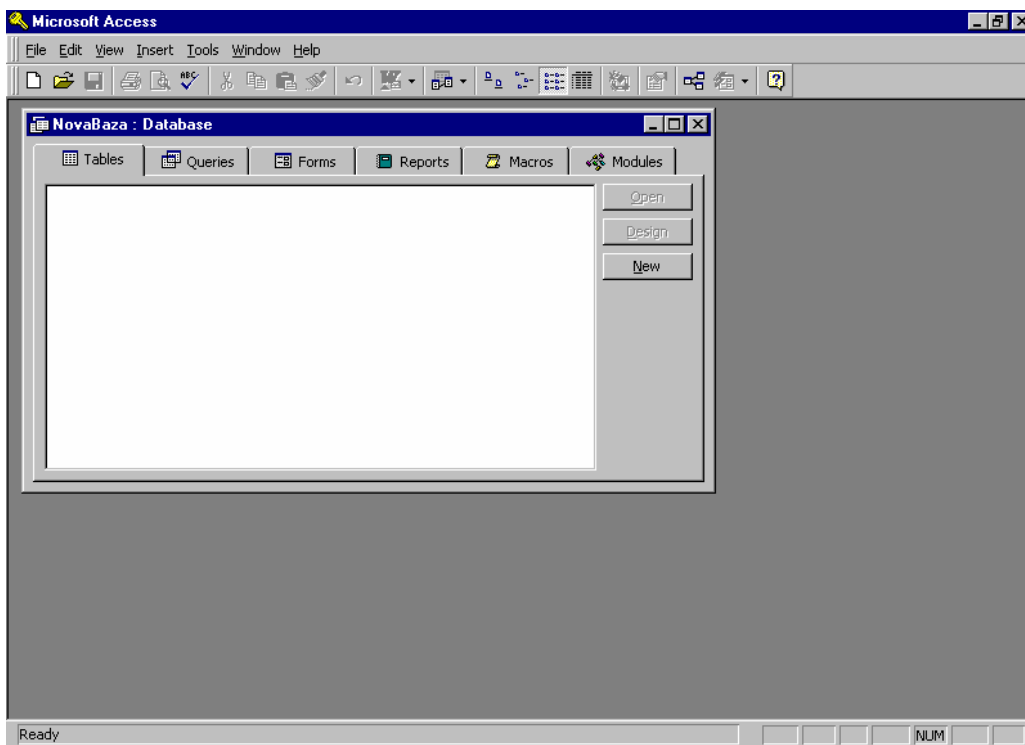 Microsoft Access
File Edit View Insert Tools Window Help
ABC
NovaBaza : Database
Tables Queries Forms Reports Macros Modules
Open
Design
New
Ready NUM